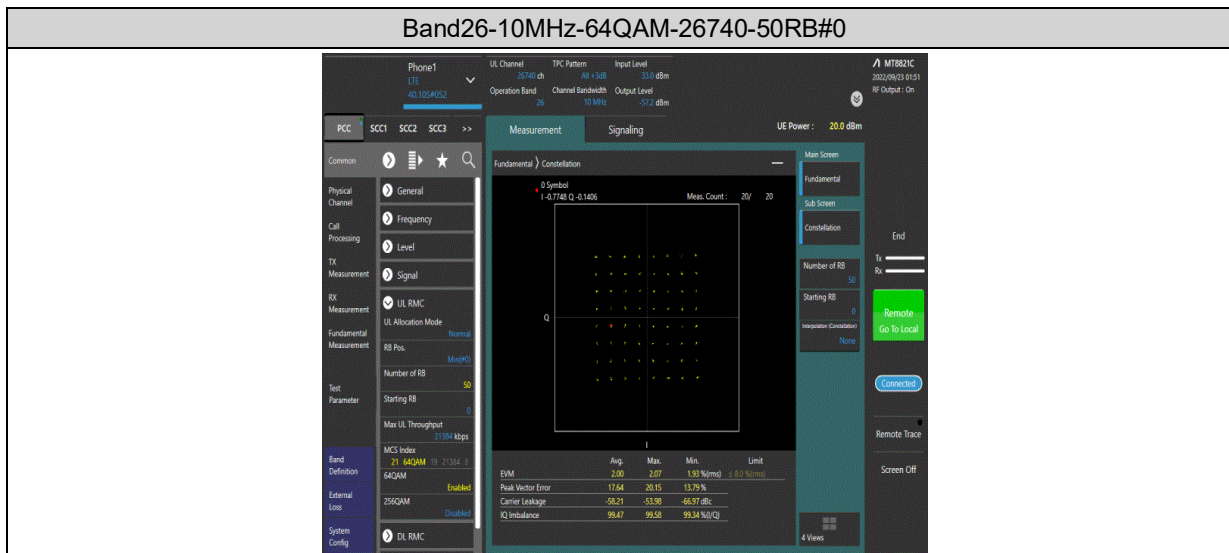 Band26-10MHz-64QAM-26740-50RB#0
Phone1
LTE
40.105#052
UL Channel TPC Pattern Input Level
26740 ch All +3dB 33.0 dBm
Operation Band Channel Bandwidth Output Level
26 10 MHz -57.2 dBm
MT8821C
2022/09/23 01:51
RF Output : On
PCC SCC1 SCC2 SCC3 >>
Measurement Signaling
UE Power : 20.0 dBm
Common
Physical
Channel
Call
Processing
TX
Measurement
RX
Measurement
Fundamental
Measurement
Test
Parameter
Band
Definition
External
Loss
System
Config
General
Frequency
Level
Signal
UL RMC
UL Allocation Mode
Normal
RB Pos.
Min(#0)
Number of RB
50
Starting RB
0
Max UL Throughput
21384 kbps
MCS Index
21 64QAM 19 21384 8
64QAM
Enabled
256QAM
Disabled
DL RMC
Fundamental 〉 Constellation
0 Symbol
I -0.7748 Q -0.1406
Meas. Count : 20/ 20
Q
I
Avg. Max. Min. Limit
EVM 2.00 2.07 1.93 %(rms) ≤ 8.0 %(rms)
Peak Vector Error 17.64 20.15 13.79 %
Carrier Leakage -58.21 -53.98 -66.97 dBc
IQ Imbalance 99.47 99.58 99.34 %(I/Q)
Main Screen
Fundamental
Sub Screen
Constellation
Number of RB
50
Starting RB
0
Interpolation (Constellation)
None
4 Views
End
Tx
Rx
Remote
Go To Local
Connected
Remote Trace
Screen Off